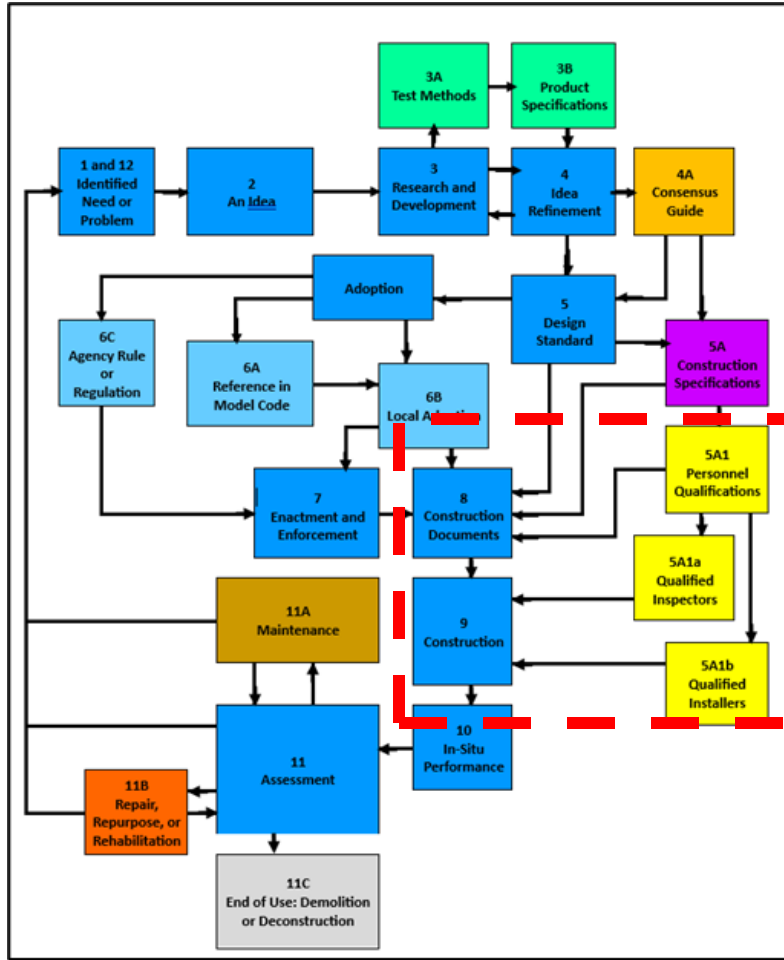 3A
Test Methods
3B
Product
Specifications
1 and 12
Identified
Need or
Problem
2
An Idea
3
Research and
Development
4
Idea
Refinement
4A
Consensus
Guide
Adoption
5
Design
Standard
6C
Agency Rule
or
Regulation
6A
Reference in
Model Code
5A
Construction
Specifications
6B
Local Adoption
5A1
Personnel
Qualifications
7
Enactment and
Enforcement
8
Construction
Documents
5A1a
Qualified
Inspectors
11A
Maintenance
9
Construction
5A1b
Qualified
Installers
10
In-Situ
Performance
11
Assessment
11B
Repair,
Repurpose, or
Rehabilitation
11C
End of Use: Demolition
or Deconstruction